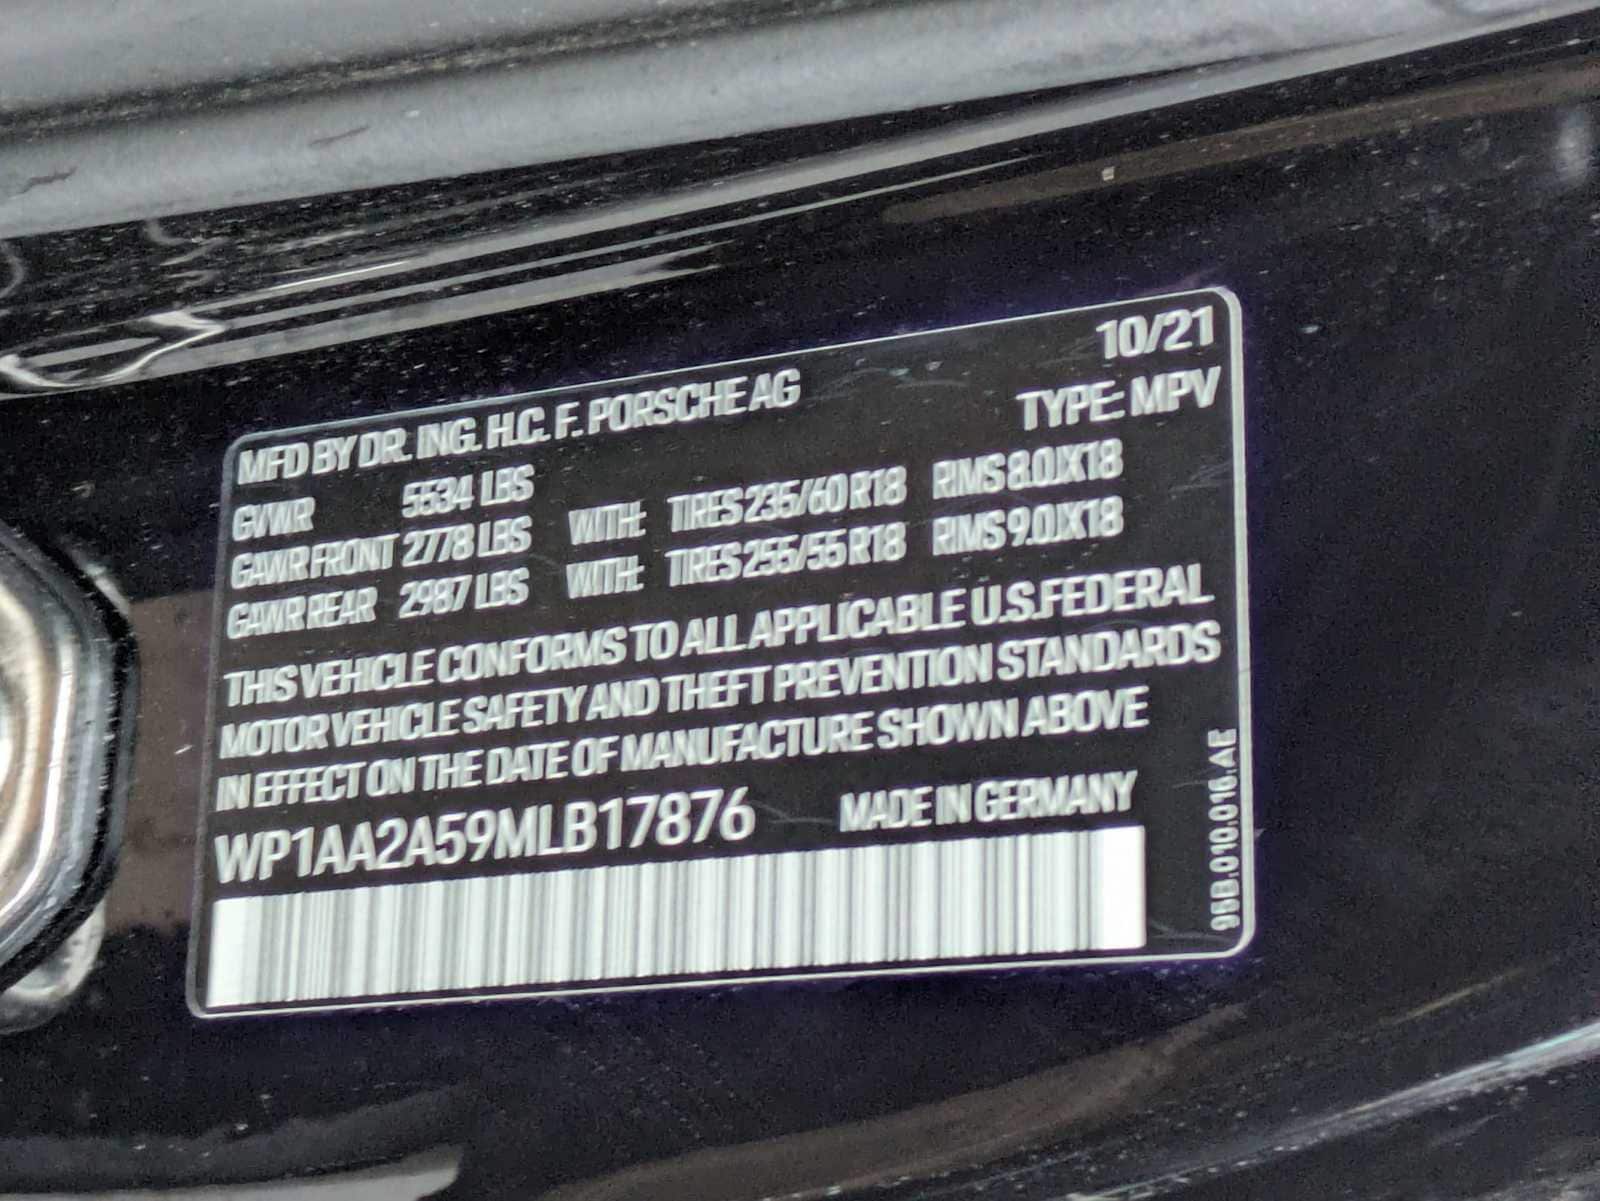 10/21
MFD BY DR. ING. H.C. F. PORSCHE AG TYPE: MPV
GVWR 5534 LBS
GAWR FRONT 2778 LBS WITH: TIRES 235/60 R18 RIMS 8.0JX18
GAWR REAR 2987 LBS WITH: TIRES 255/55 R18 RIMS 9.0JX18
THIS VEHICLE CONFORMS TO ALL APPLICABLE U.S.FEDERAL
MOTOR VEHICLE SAFETY AND THEFT PREVENTION STANDARDS
IN EFFECT ON THE DATE OF MANUFACTURE SHOWN ABOVE
WP1AA2A59MLB17876 MADE IN GERMANY
95B.010.016.AE